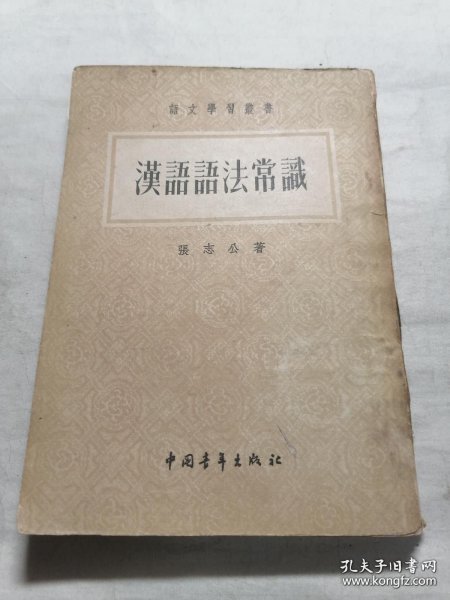 語文學習叢書
漢語語法常識
張志公著
中国青年出版社
孔夫子旧书网
www.kongfz.com